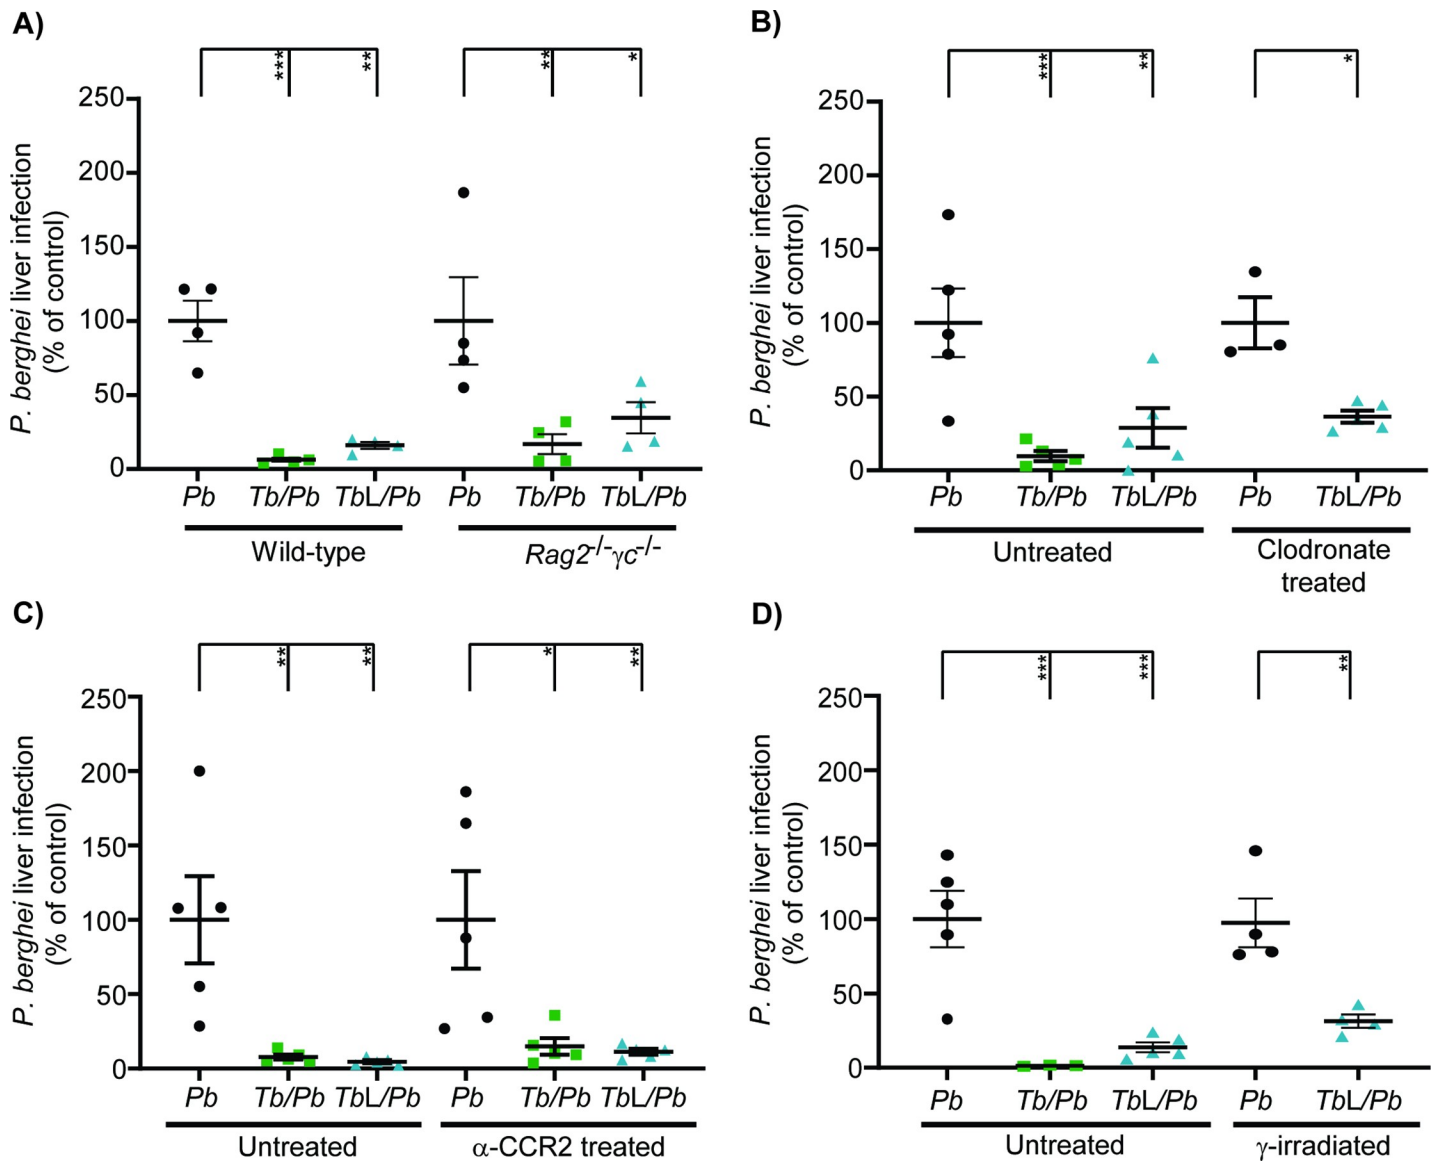 A)
***
**
**
*
250
200
150
100
50
0
P. berghei liver infection
(% of control)
Pb
Tb/Pb
TbL/Pb
Pb
Tb/Pb
TbL/Pb
Wild-type
Rag2-/-γc-/-
B)
***
**
*
250
200
150
100
50
0
P. berghei liver infection
(% of control)
Pb
Tb/Pb
TbL/Pb
Pb
TbL/Pb
Untreated
Clodronate
treated
C)
**
**
*
**
250
200
150
100
50
0
P. berghei liver infection
(% of control)
Pb
Tb/Pb
TbL/Pb
Pb
Tb/Pb
TbL/Pb
Untreated
α-CCR2 treated
D)
***
***
**
250
200
150
100
50
0
P. berghei liver infection
(% of control)
Pb
Tb/Pb
TbL/Pb
Pb
TbL/Pb
Untreated
γ-irradiated